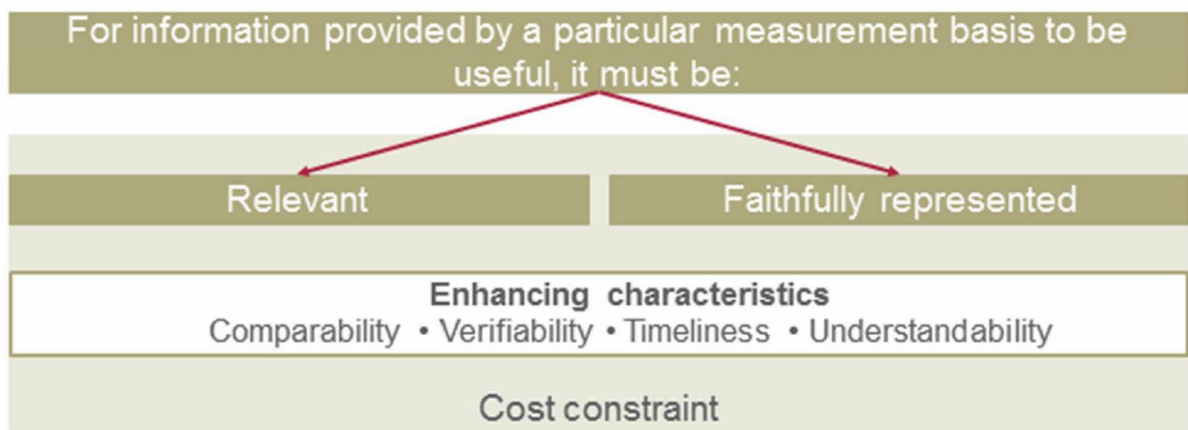 For information provided by a particular measurement basis to be
useful, it must be:
Relevant
Faithfully represented
Enhancing characteristics
Comparability • Verifiability • Timeliness • Understandability
Cost constraint